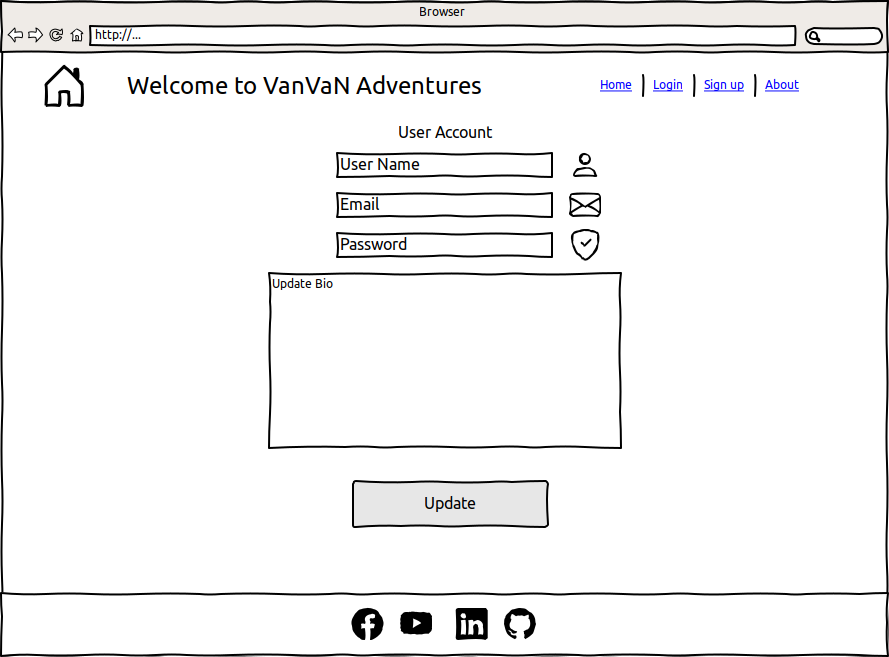 Browser
http://...
Welcome to VanVaN Adventures
Home Login Sign up About
User Account
User Name
Email
Password
Update Bio
Update